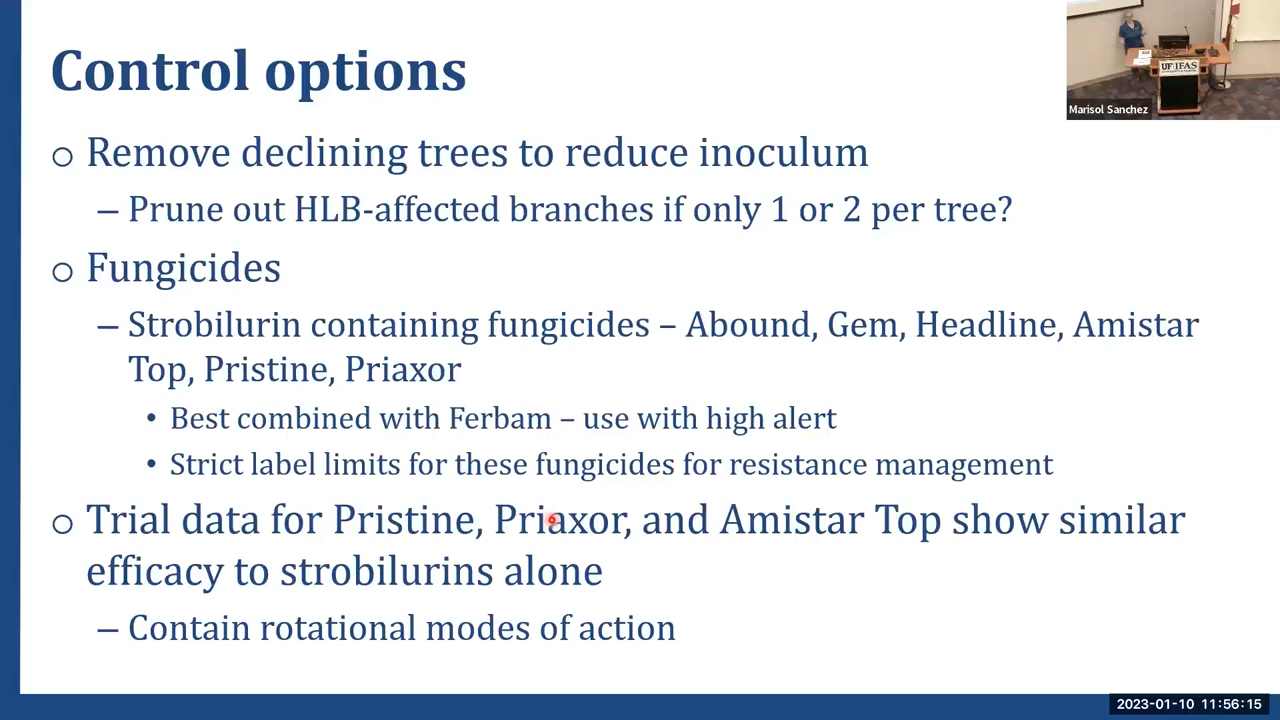 Control options
Remove declining trees to reduce inoculum
– Prune out HLB-affected branches if only 1 or 2 per tree?
Fungicides
– Strobilurin containing fungicides – Abound, Gem, Headline, Amistar
Top, Pristine, Priaxor
• Best combined with Ferbam – use with high alert
• Strict label limits for these fungicides for resistance management
Trial data for Pristine, Priaxor, and Amistar Top show similar
efficacy to strobilurins alone
– Contain rotational modes of action
UF IFAS
Marisol Sanchez
2023-01-10 11:56:15